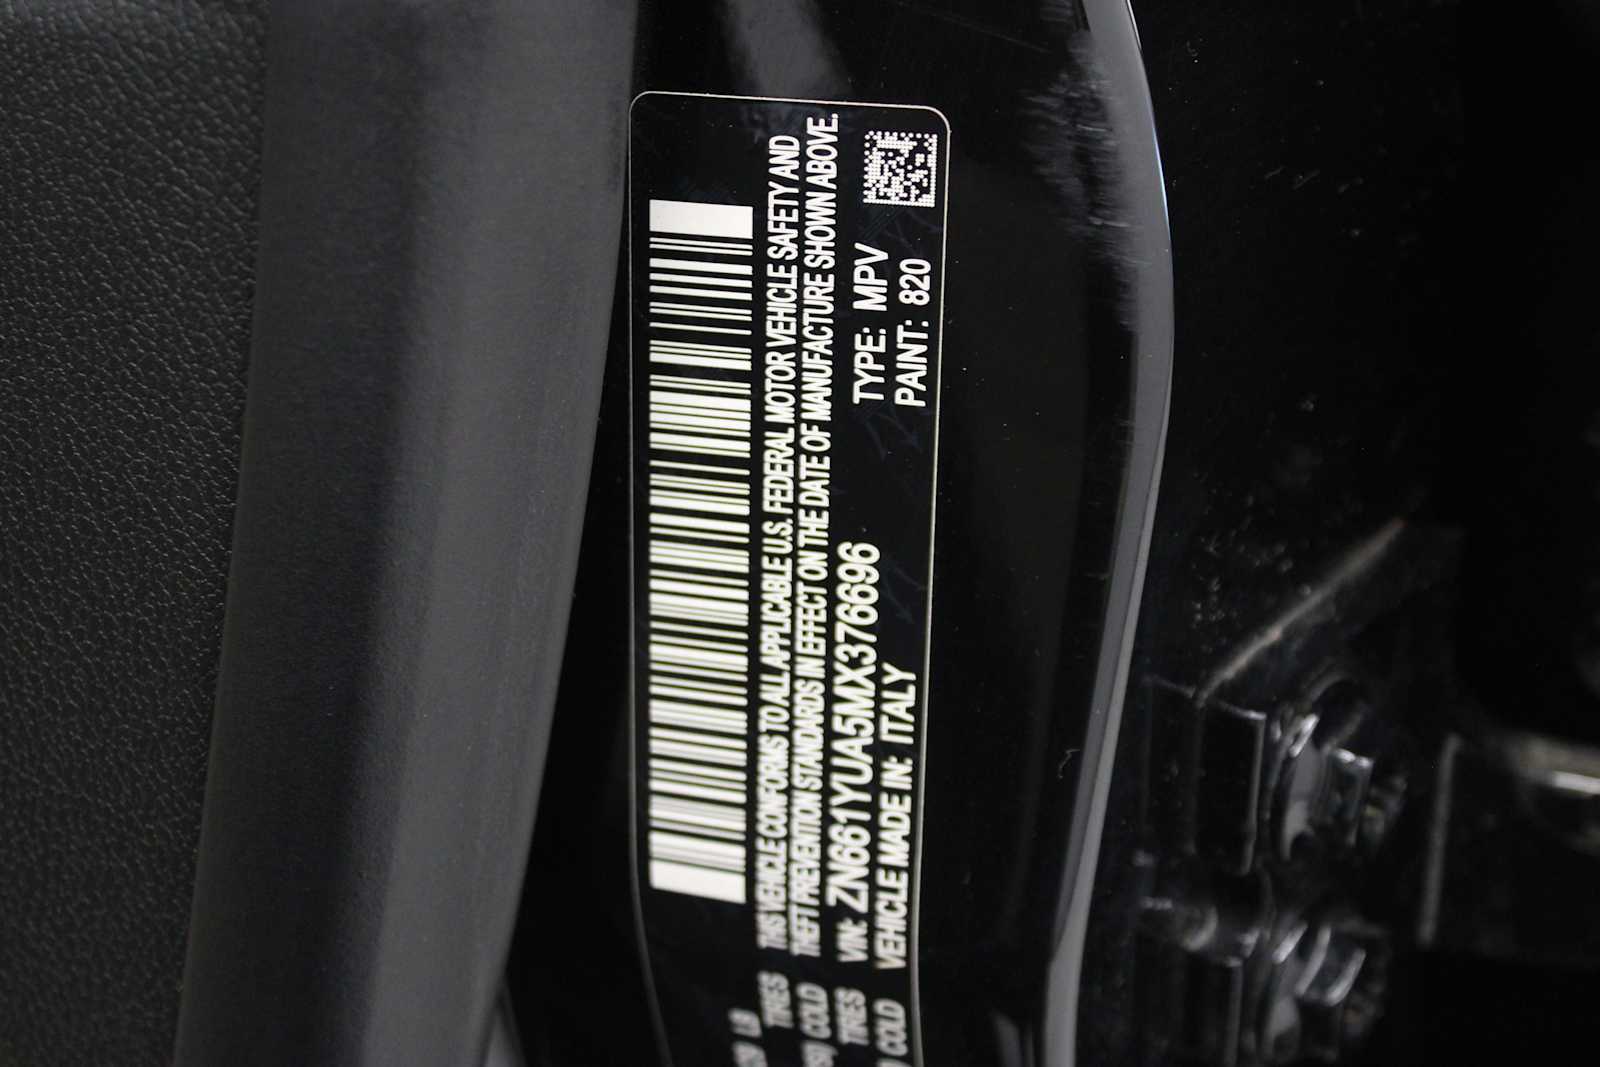 THIS VEHICLE CONFORMS TO ALL APPLICABLE U.S. FEDERAL MOTOR VEHICLE SAFETY AND
THEFT PREVENTION STANDARDS IN EFFECT ON THE DATE OF MANUFACTURE SHOWN ABOVE.
VIN: ZN661YUA5MX376696 TYPE: MPV
VEHICLE MADE IN: ITALY PAINT: 820
LB
TIRES
COLD
TIRES
COLD